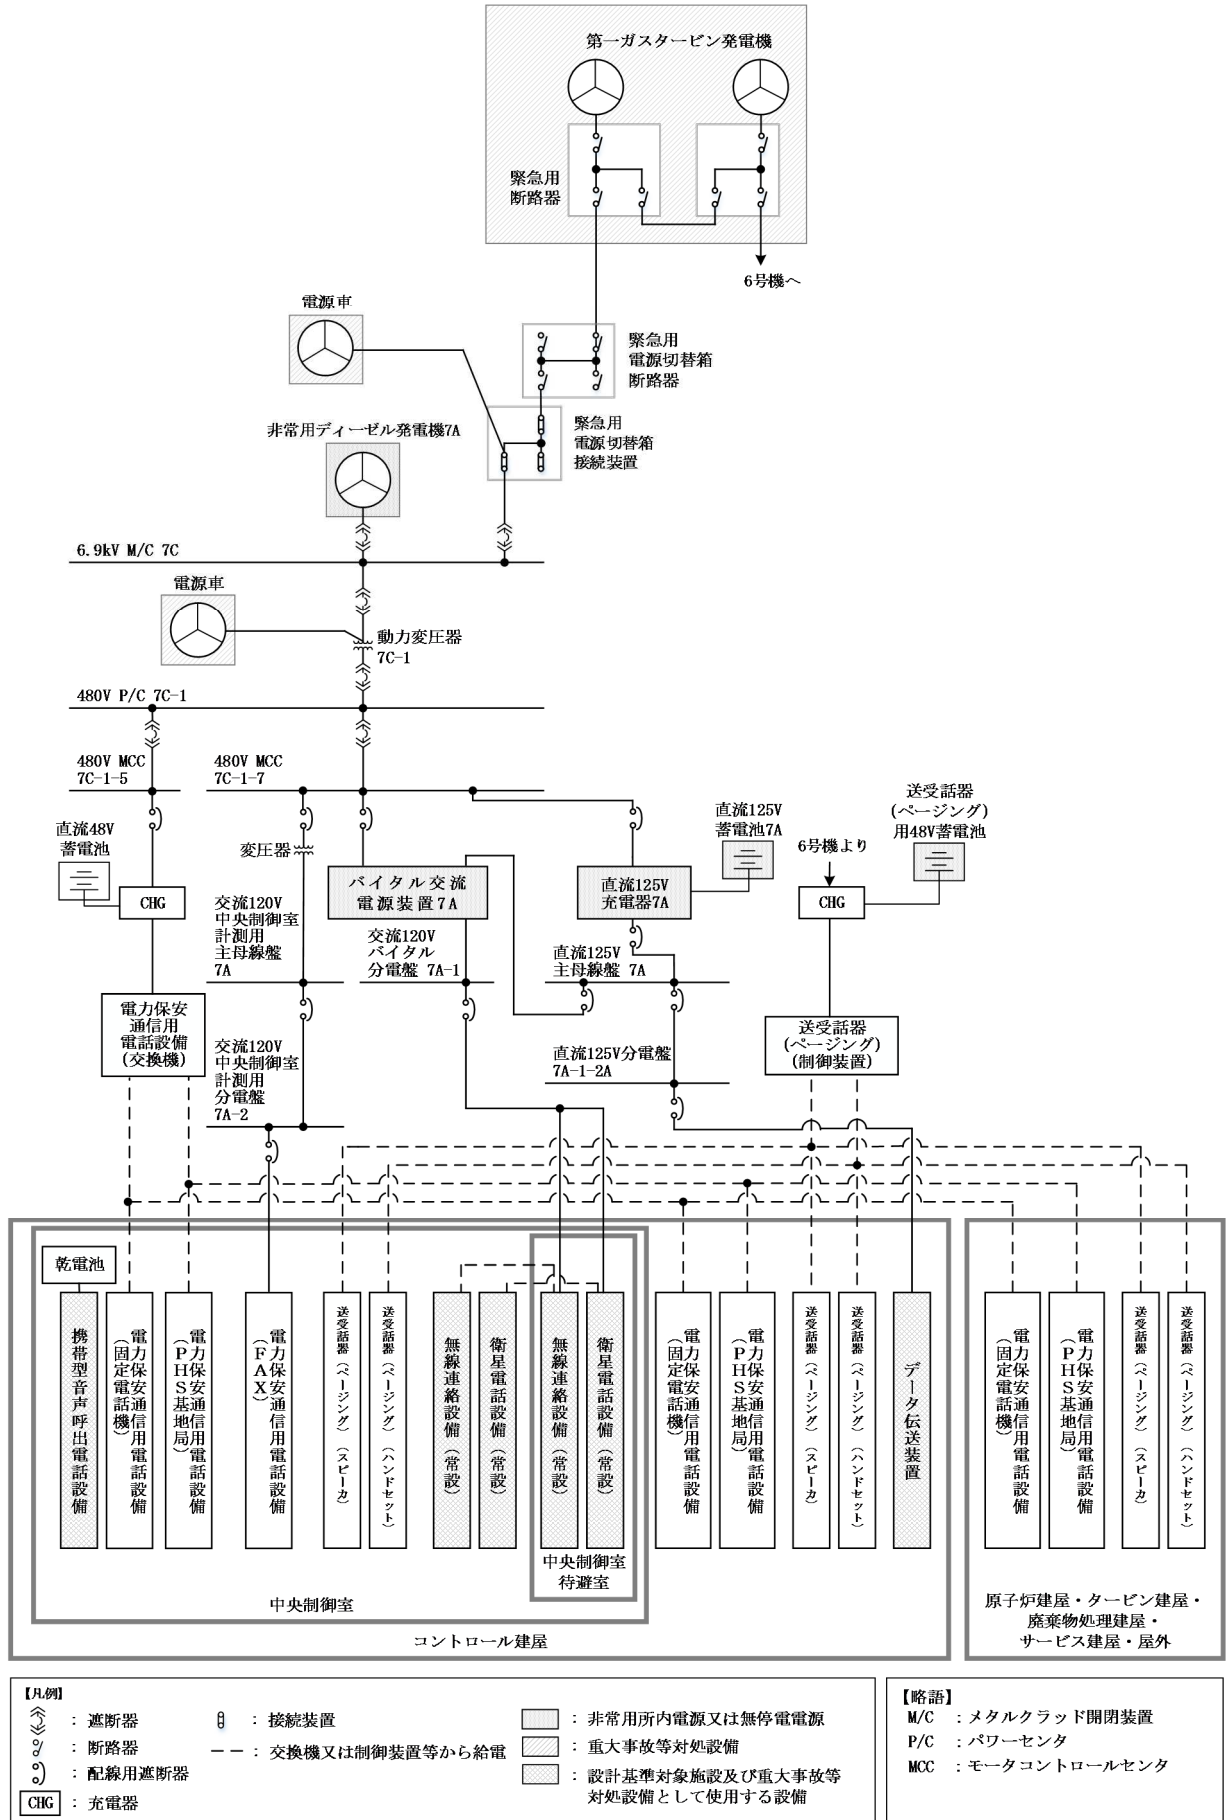 第一ガスタービン発電機
緊急用
断路器
6号機へ
電源車
緊急用
電源切替箱
断路器
緊急用
電源切替箱
接続装置
非常用ディーゼル発電機7A
6.9kV M/C 7C
電源車
動力変圧器
7C-1
480V P/C 7C-1
480V MCC
7C-1-5
480V MCC
7C-1-7
直流48V
蓄電池
変圧器
直流125V
蓄電池7A
送受話器
(ページング)
用48V蓄電池
6号機より
CHG
バイタル交流
電源装置7A
直流125V
充電器7A
CHG
交流120V
中央制御室
計測用
主母線盤
7A
交流120V
バイタル
分電盤 7A-1
直流125V
主母線盤 7A
電力保安
通信用
電話設備
(交換機)
交流120V
中央制御室
計測用
分電盤
7A-2
直流125V分電盤
7A-1-2A
送受話器
(ページング)
(制御装置)
乾電池
携帯型音声呼出電話設備
電力保安通信用電話設備
(固定電話機)
電力保安通信用電話設備
(PHS基地局)
電力保安通信用電話設備
(FAX)
送受話器(ページング)(スピーカ)
送受話器(ページング)(ハンドセット)
無線連絡設備(常設)
衛星電話設備(常設)
無線連絡設備(常設)
衛星電話設備(常設)
中央制御室
待避室
電力保安通信用電話設備
(固定電話機)
電力保安通信用電話設備
(PHS基地局)
送受話器(ページング)(スピーカ)
送受話器(ページング)(ハンドセット)
データ伝送装置
電力保安通信用電話設備
(固定電話機)
電力保安通信用電話設備
(PHS基地局)
送受話器(ページング)(スピーカ)
送受話器(ページング)(ハンドセット)
中央制御室
コントロール建屋
原子炉建屋・タービン建屋・
廃棄物処理建屋・
サービス建屋・屋外
【凡例】
:遮断器
:断路器
:配線用遮断器
CHG :充電器
:接続装置
:交換機又は制御装置等から給電
:非常用所内電源又は無停電電源
:重大事故等対処設備
:設計基準対象施設及び重大事故等
対処設備として使用する設備
【略語】
M/C :メタルクラッド開閉装置
P/C :パワーセンタ
MCC :モータコントロールセンタ